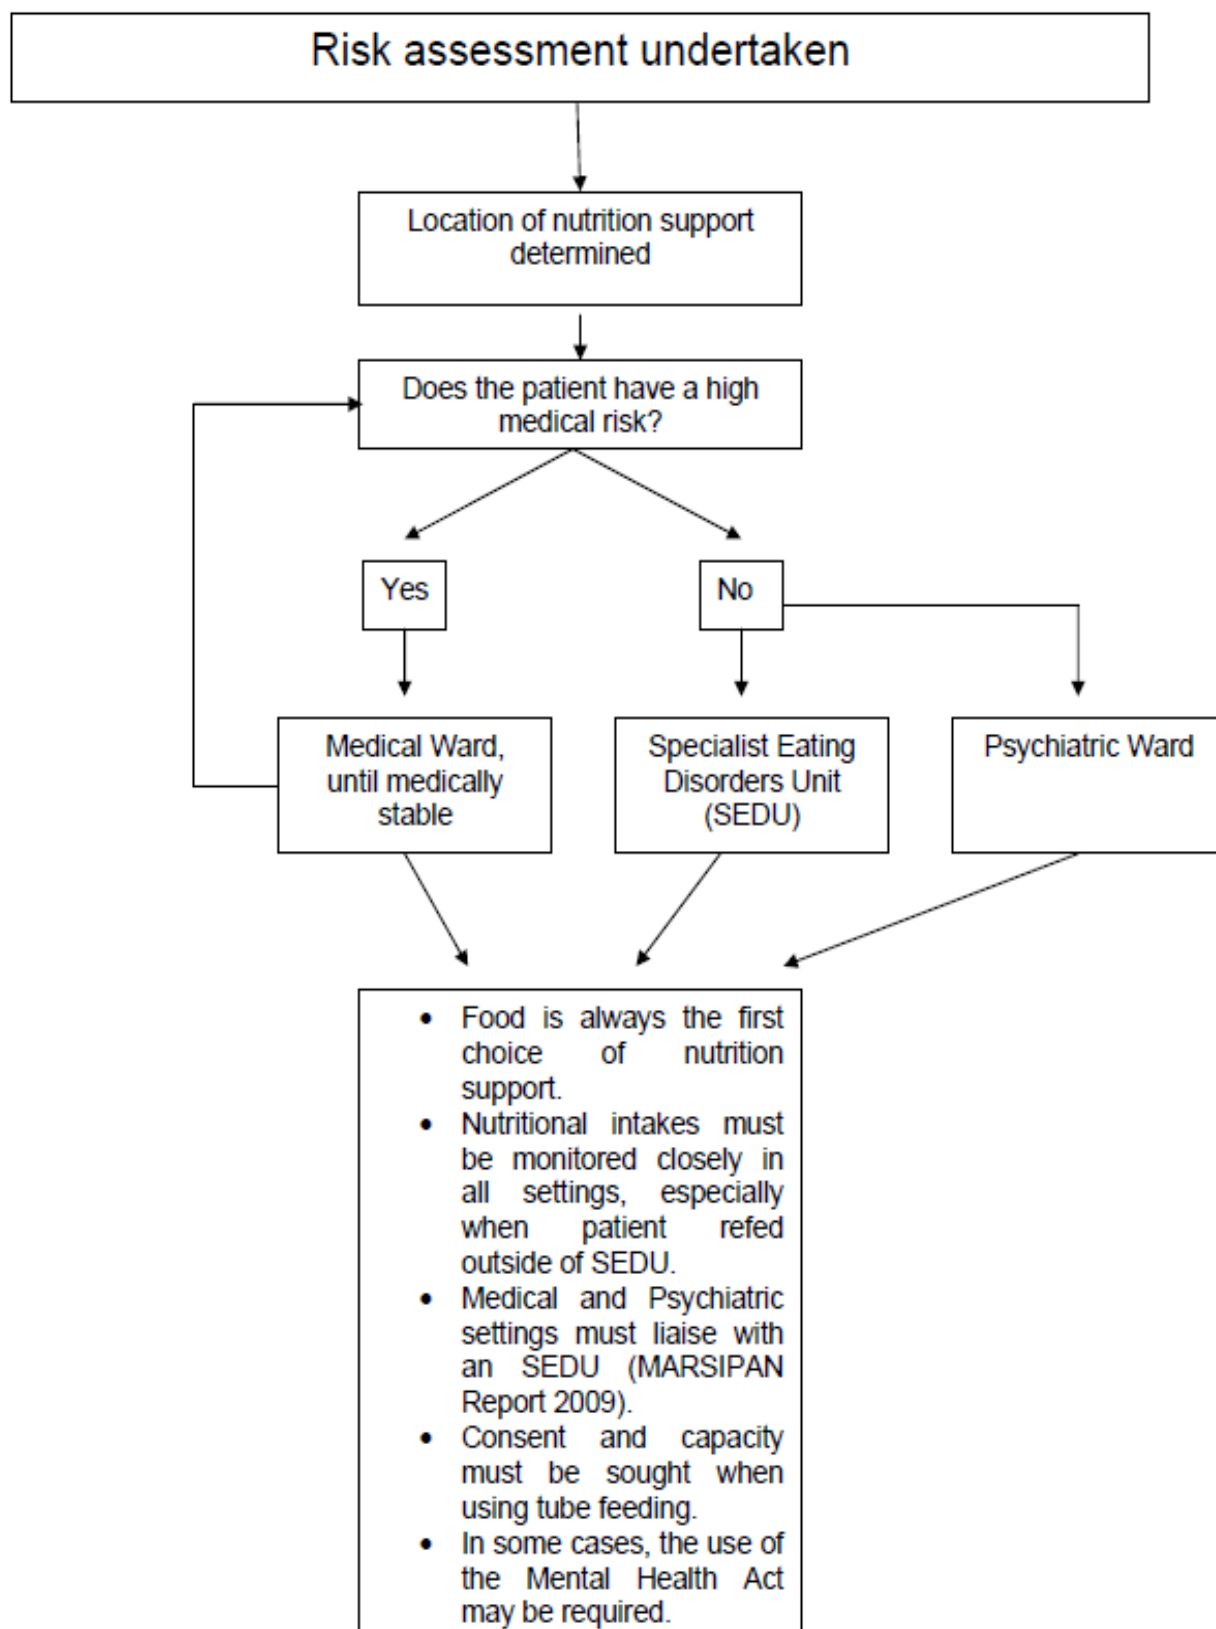 Risk assessment undertaken
Location of nutrition support
determined
Does the patient have a high
medical risk?
Yes
No
Medical Ward,
until medically
stable
Specialist Eating
Disorders Unit
(SEDU)
Psychiatric Ward
• Food is always the first
choice of nutrition
support.
• Nutritional intakes must
be monitored closely in
all settings, especially
when patient refed
outside of SEDU.
• Medical and Psychiatric
settings must liaise with
an SEDU (MARSIPAN
Report 2009).
• Consent and capacity
must be sought when
using tube feeding.
• In some cases, the use of
the Mental Health Act
may be required.